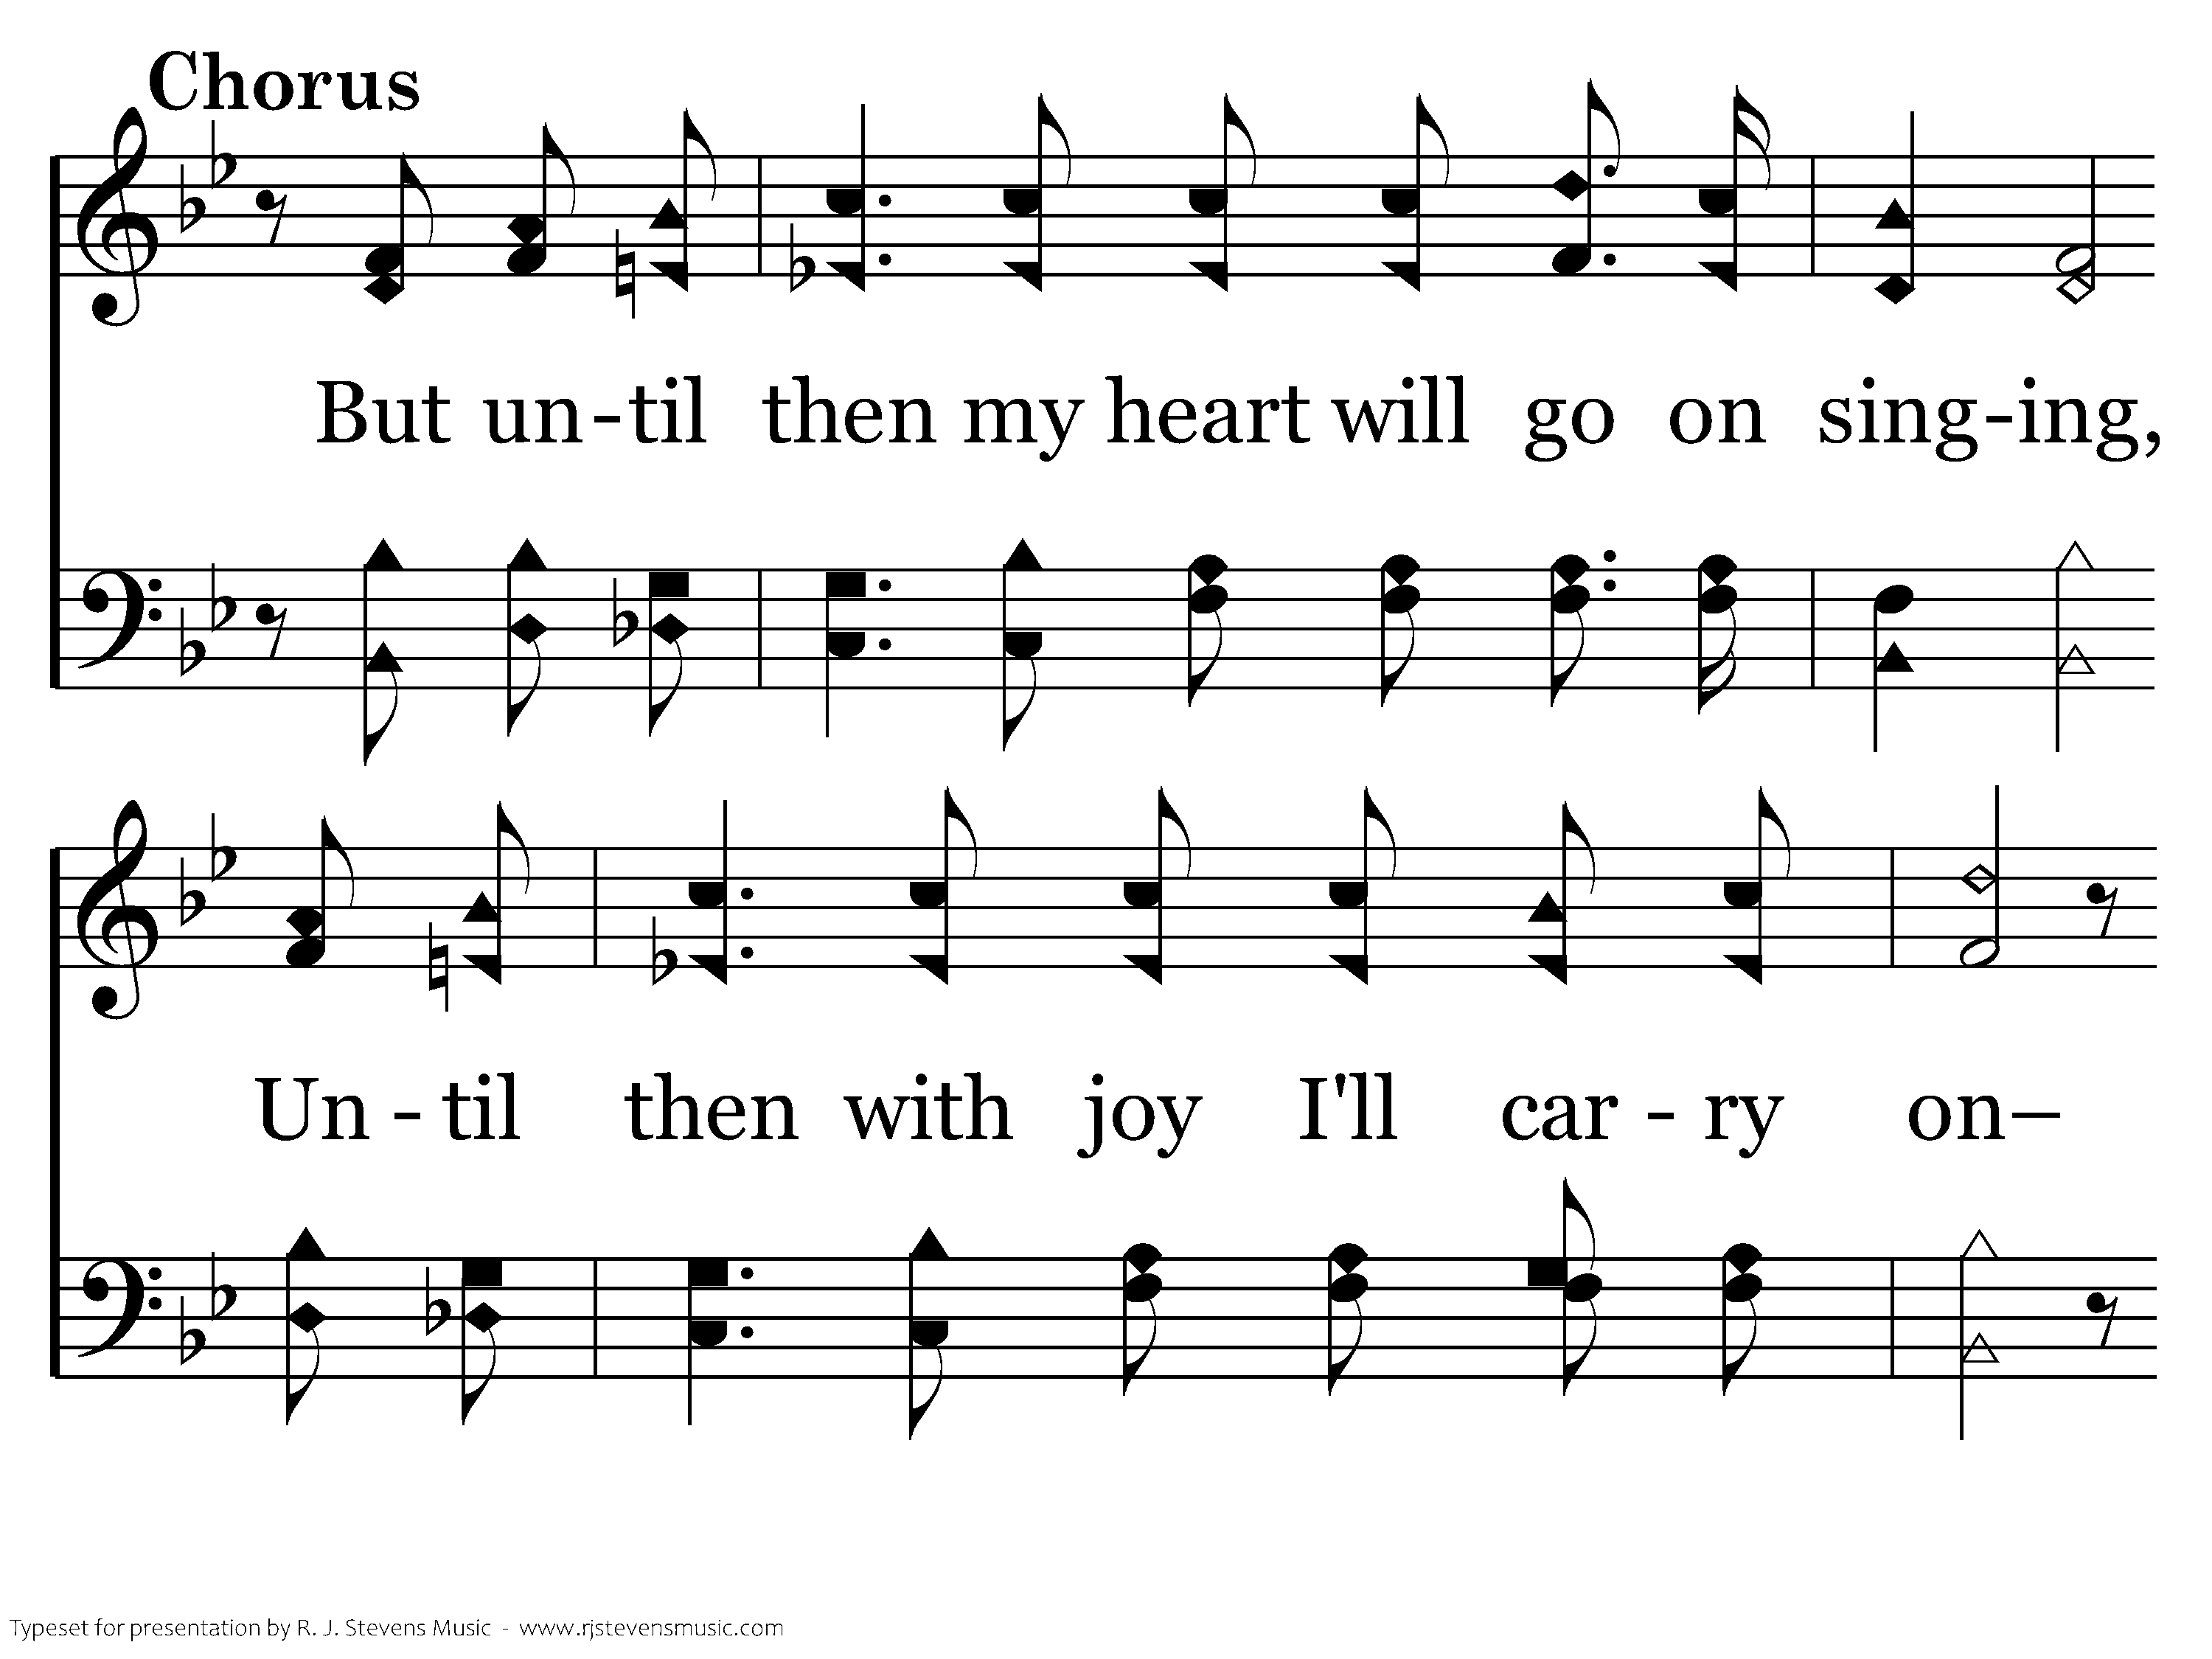 Chorus
But un-til then my heart will go on sing-ing,
Un - til then with joy I'll car - ry on–
Typeset for presentation by R. J. Stevens Music - www.rjstevensmusic.com